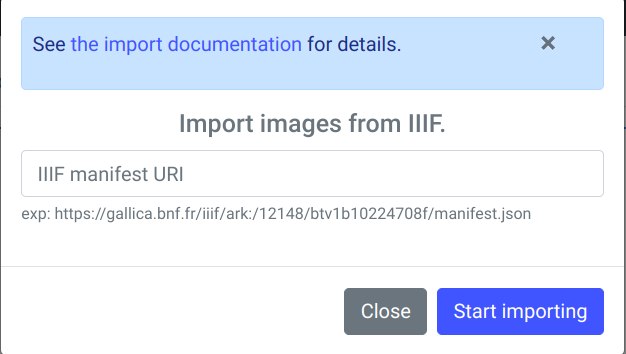 See the import documentation for details. ×
Import images from IIIF.
IIIF manifest URI
exp: https://gallica.bnf.fr/iiif/ark:/12148/btv1b10224708f/manifest.json
Close Start importing